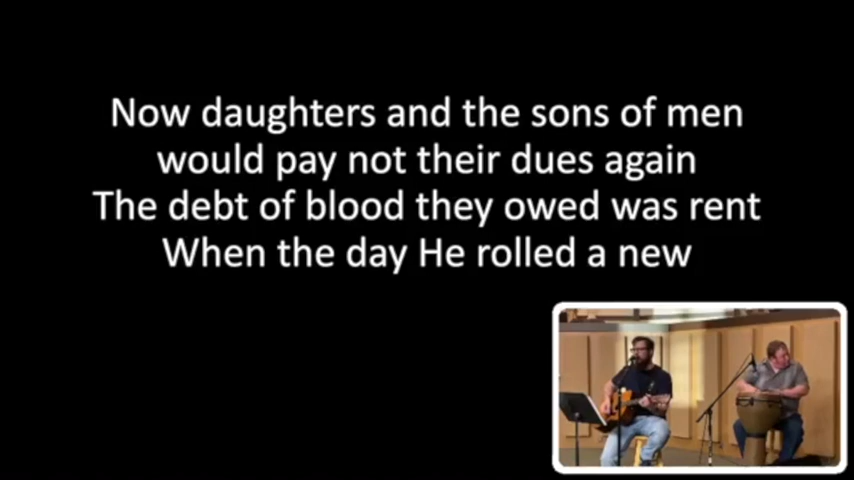 Now daughters and the sons of men
would pay not their dues again
The debt of blood they owed was rent
When the day He rolled a new